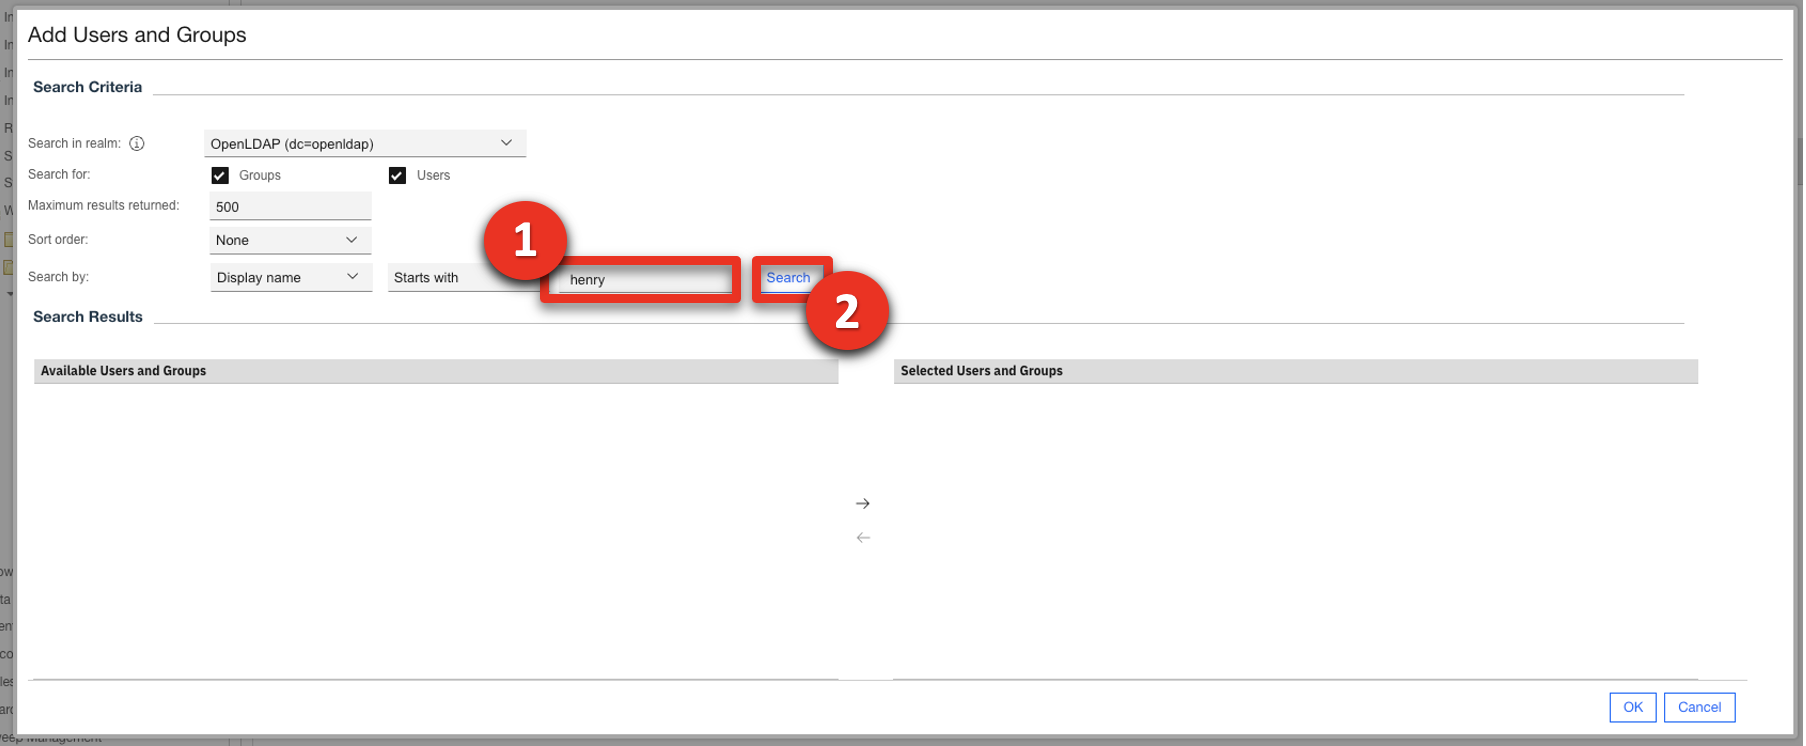 Add Users and Groups
Search Criteria
Search in realm:
OpenLDAP (dc=openldap)
Search for:
Groups
Users
Maximum results returned:
500
Sort order:
None
1
Search by:
Display name
Starts with
henry
Search
2
Search Results
Available Users and Groups
Selected Users and Groups
OK
Cancel